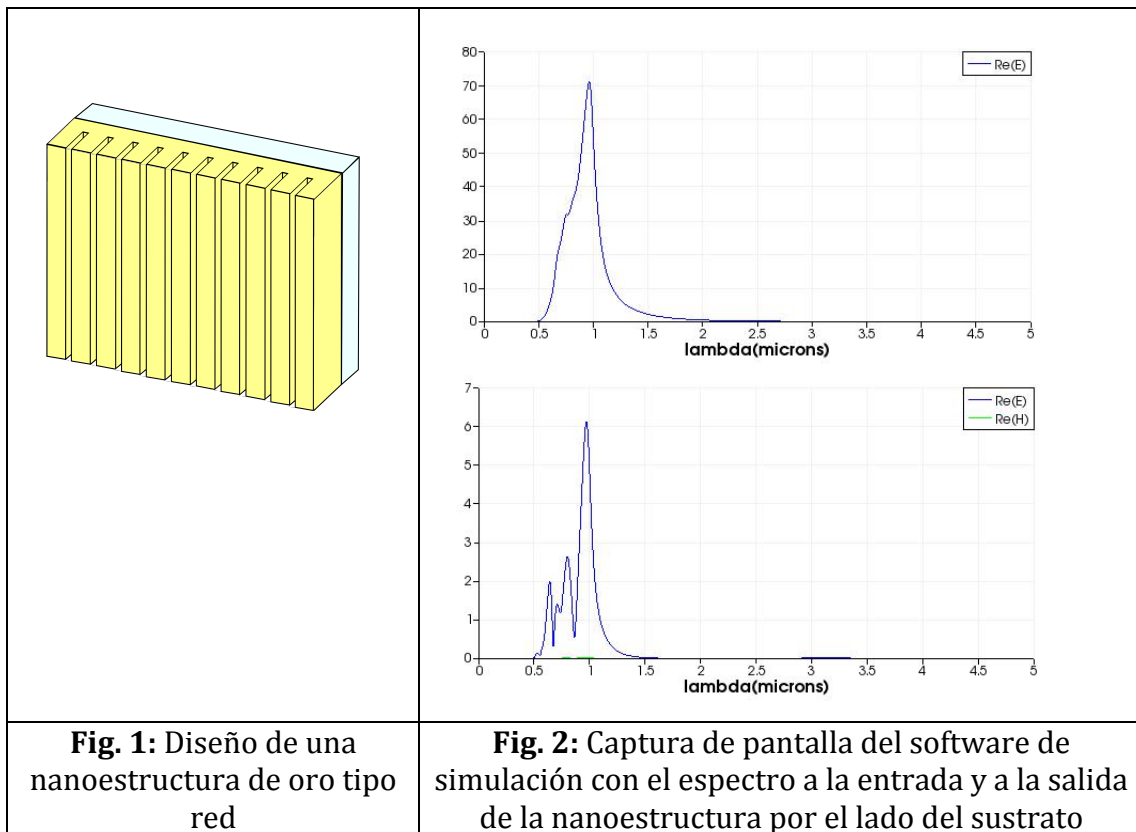 80
70
60
50
40
30
20
10
0
Re(E)
0 0.5 1 1.5 2 2.5 3 3.5 4 4.5 5
lambda(microns)
7
6
5
4
3
2
1
0
Re(E)
Re(H)
0 0.5 1 1.5 2 2.5 3 3.5 4 4.5 5
lambda(microns)
Fig. 1: Diseño de una
nanoestructura de oro tipo
red
Fig. 2: Captura de pantalla del software de
simulación con el espectro a la entrada y a la salida
de la nanoestructura por el lado del sustrato